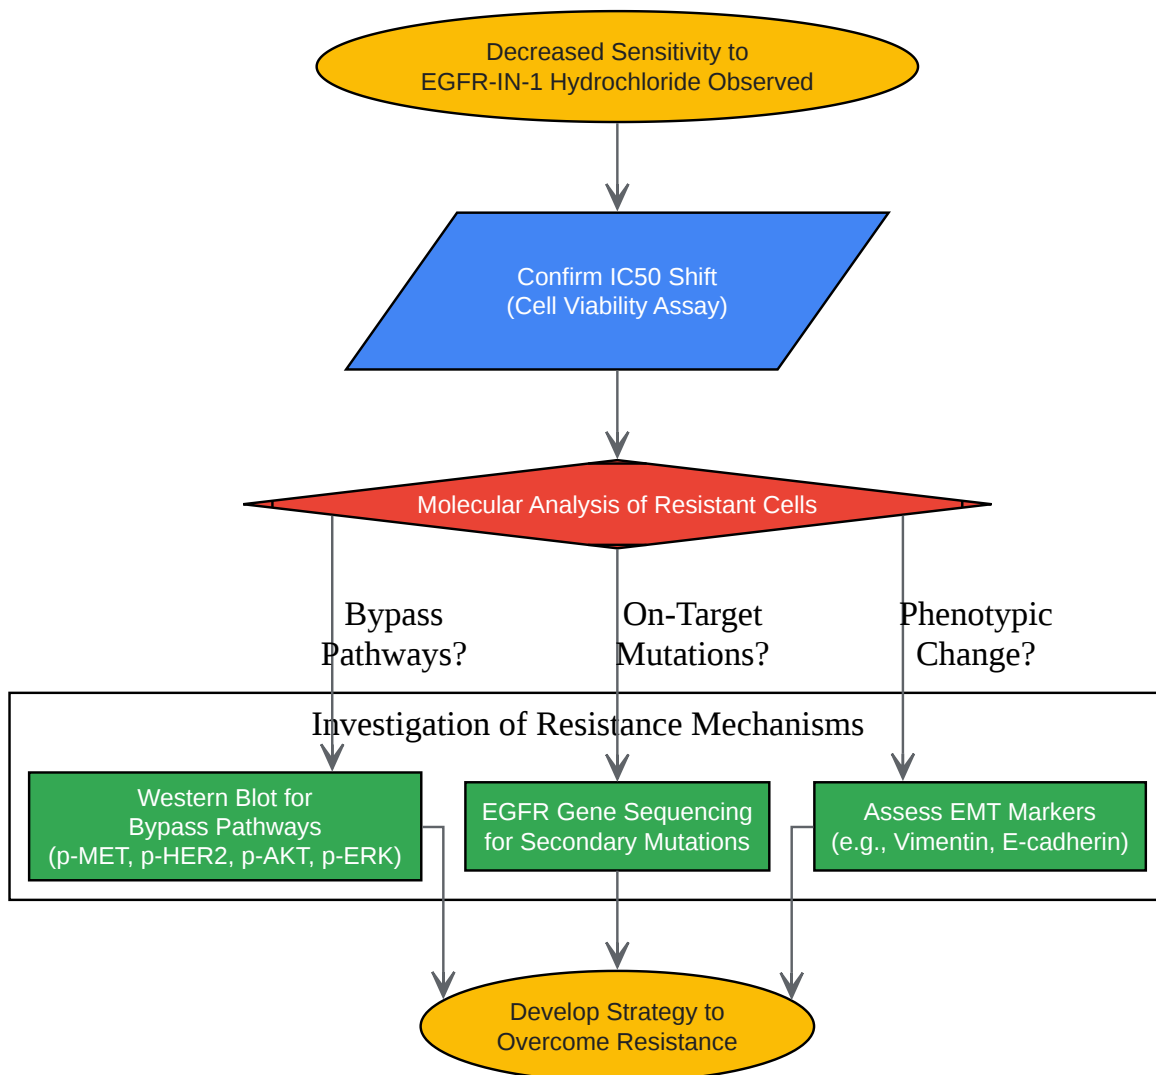 Decreased Sensitivity to
EGFR-IN-1 Hydrochloride Observed
Confirm IC50 Shift
(Cell Viability Assay)
Molecular Analysis of Resistant Cells
Bypass
Pathways?
On-Target
Mutations?
Phenotypic
Change?
Investigation of Resistance Mechanisms
Western Blot for
Bypass Pathways
(p-MET, p-HER2, p-AKT, p-ERK)
EGFR Gene Sequencing
for Secondary Mutations
Assess EMT Markers
(e.g., Vimentin, E-cadherin)
Develop Strategy to
Overcome Resistance